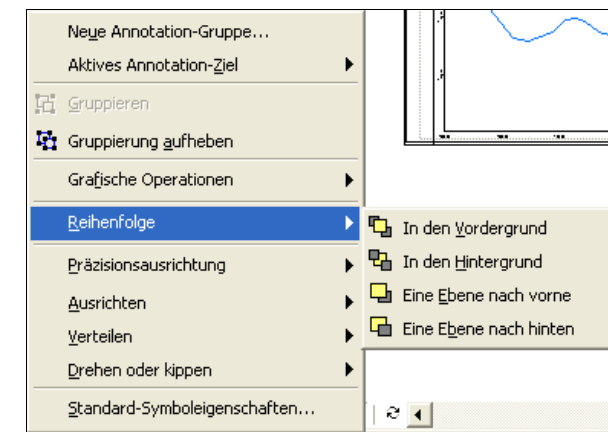 Neue Annotation-Gruppe...
Aktives Annotation-Ziel
Gruppieren
Gruppierung aufheben
Grafische Operationen
Reihenfolge
In den Vordergrund
In den Hintergrund
Eine Ebene nach vorne
Eine Ebene nach hinten
Präzisionsausrichtung
Ausrichten
Verteilen
Drehen oder kippen
Standard-Symboleigenschaften...